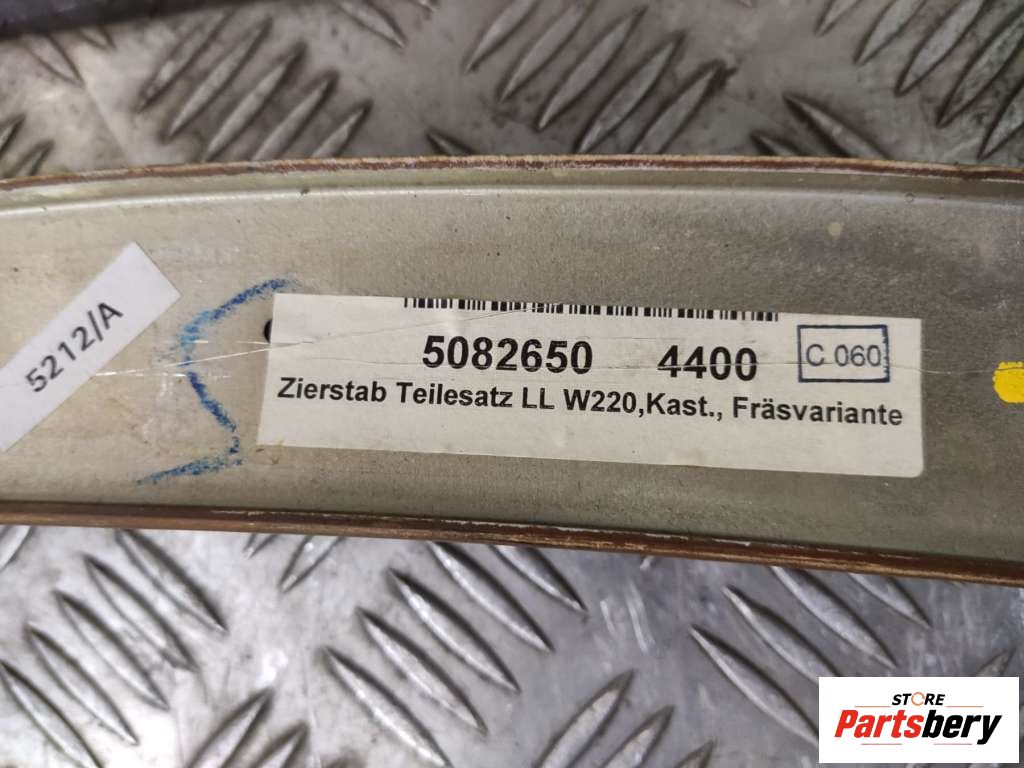 5212/A
5082650 4400 C 060
Zierstab Teilesatz LL W220,Kast., Fräsvariante
STORE
Partsbery